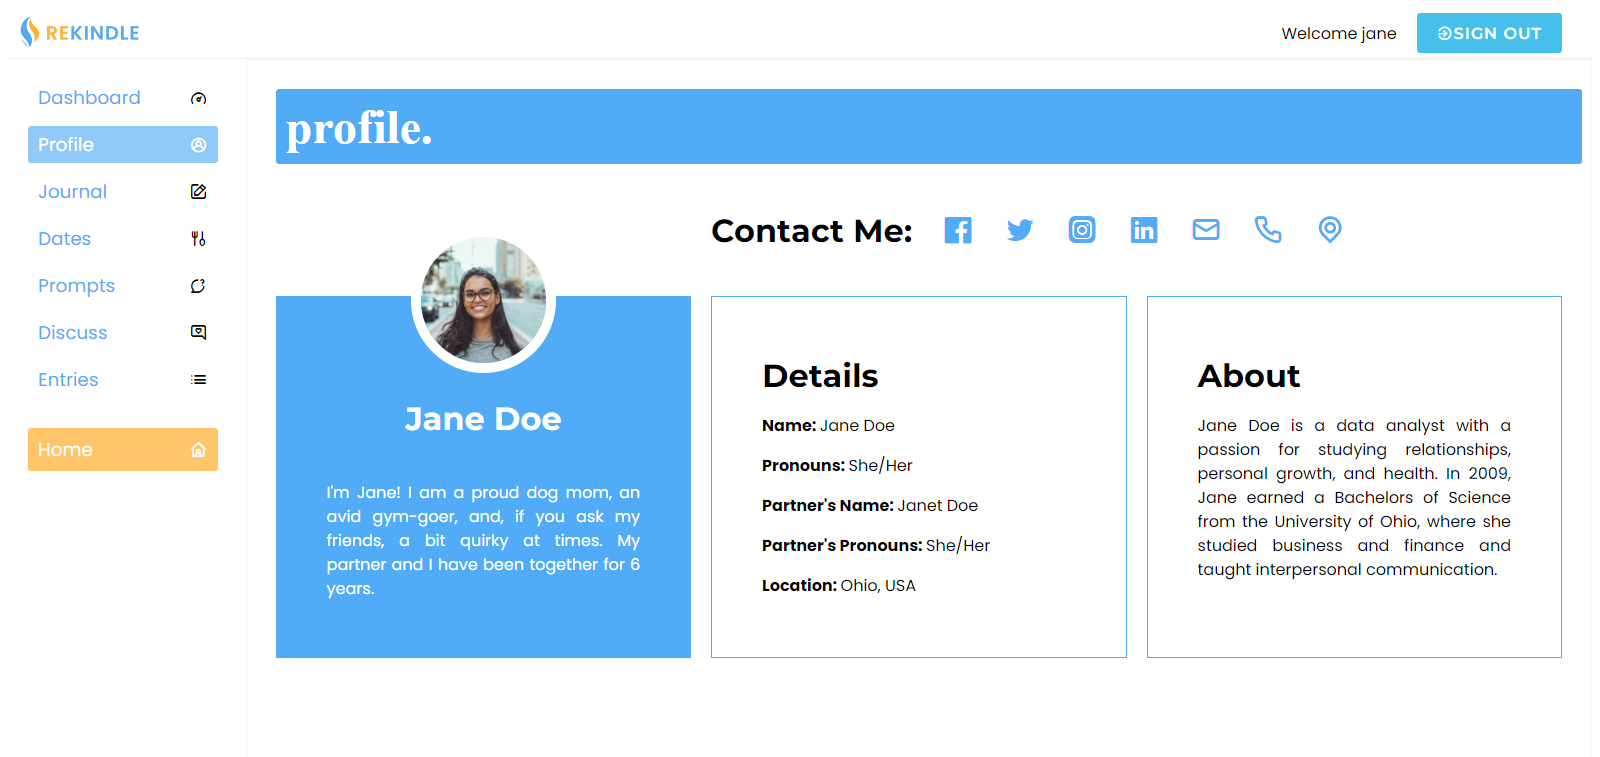 REKINDLE
Welcome jane
SIGN OUT
Dashboard
Profile
Journal
Dates
Prompts
Discuss
Entries
Home
profile.
Contact Me:
Jane Doe
I'm Jane! I am a proud dog mom, an
avid gym-goer, and, if you ask my
friends, a bit quirky at times. My
partner and I have been together for 6
years.
Details
Name: Jane Doe
Pronouns: She/Her
Partner's Name: Janet Doe
Partner's Pronouns: She/Her
Location: Ohio, USA
About
Jane Doe is a data analyst with a
passion for studying relationships,
personal growth, and health. In 2009,
Jane earned a Bachelors of Science
from the University of Ohio, where she
studied business and finance and
taught interpersonal communication.